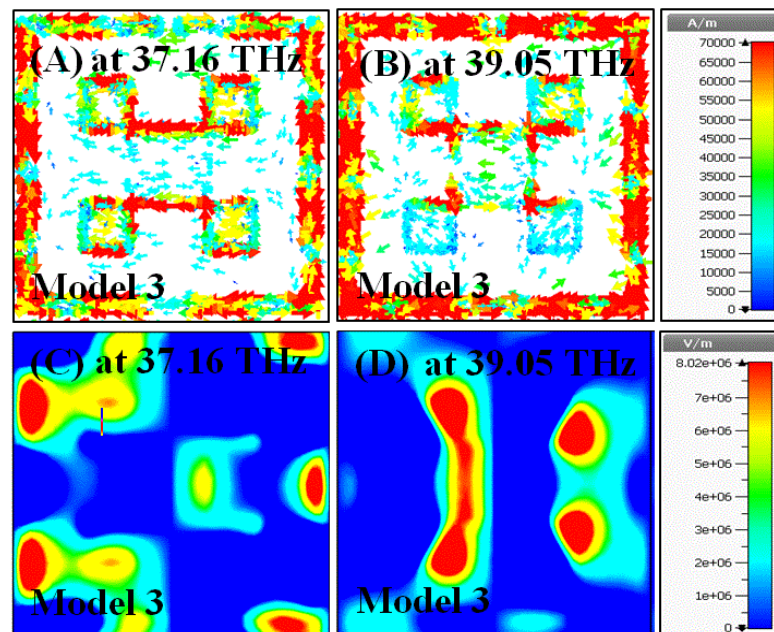 (A) at 37.16 THz
Model 3
(B) at 39.05 THz
Model 3
A/m
70000
65000
60000
55000
50000
45000
40000
35000
30000
25000
20000
15000
10000
5000
0
(C) at 37.16 THz
Model 3
(D) at 39.05 THz
Model 3
V/m
8.02e+06
7e+06
6e+06
5e+06
4e+06
3e+06
2e+06
1e+06
0